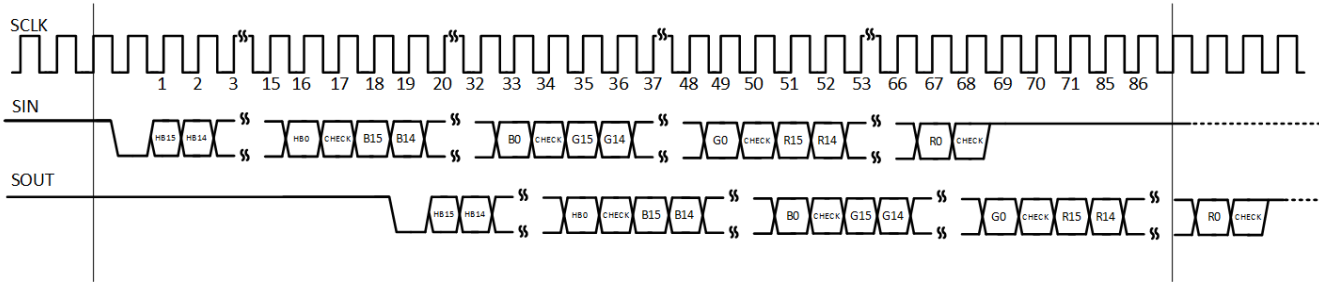 SCLK
1 2 3 15 16 17 18 19 20 32 33 34 35 36 37 48 49 50 51 52 53 66 67 68 69 70 71 85 86
SIN
HB15 HB14 HB0 CHECK B15 B14 B0 CHECK G15 G14 G0 CHECK R15 R14 R0 CHECK
SOUT
HB15 HB14 HB0 CHECK B15 B14 B0 CHECK G15 G14 G0 CHECK R15 R14 R0 CHECK